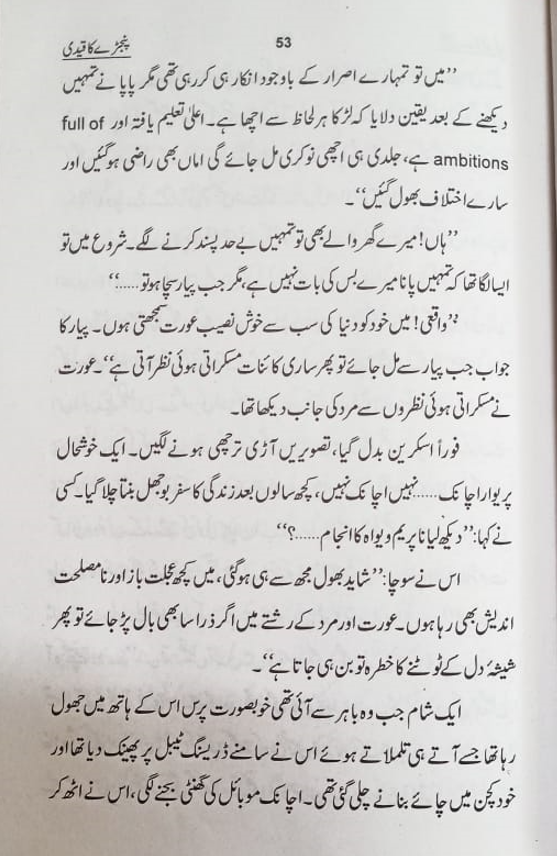 53
پنجڑے کا قیدی
’’میں تو تمہارے اصرار کے باوجود انکار ہی کر رہی تھی مگر پاپا نے تمہیں
دیکھنے کے بعد یقین دلایا کہ لڑکا ہر لحاظ سے اچھا ہے۔ اعلیٰ تعلیم یافتہ اور full of
ambitions ہے، جلدی ہی اچھی نوکری مل جائے گی اماں بھی راضی ہو گئیں اور
سارے اختلاف بھول گئیں‘‘۔
’’ہاں! میرے گھر والے بھی تو تمہیں بے حد پسند کرنے لگے۔ شروع میں تو
ایسا لگا تھا کہ تمہیں پانا میرے بس کی بات نہیں ہے، مگر جب پیار سچا ہو تو.....‘‘
’’واقعی! میں خود کو دنیا کی سب سے خوش نصیب عورت سمجھتی ہوں۔ پیار کا
جواب جب پیار سے مل جائے تو پھر ساری کائنات مسکراتی ہوئی نظر آتی ہے‘‘۔ عورت
نے مسکراتی ہوئی نظروں سے مرد کی جانب دیکھا تھا۔
فوراً اسکرین بدل گیا، تصویریں آڑی ترچھی ہونے لگیں۔ ایک خوشحال
پریوار اچانک......نہیں اچانک نہیں، کچھ سالوں بعد زندگی کا سفر بوجھل بنتا چلا گیا۔ کسی
نے کہا: ’’دیکھ لیا نا پریم ویواہ کا انجام......؟‘‘
اس نے سوچا: ’’شاید بھول مجھ سے ہی ہو گئی، میں کچھ عجلت باز اور نا مصلحت
اندیش بھی رہا ہوں۔ عورت اور مرد کے رشتے میں اگر ذرا سا بھی بال پڑ جائے تو پھر
شیشۂ دل کے ٹوٹنے کا خطرہ تو بن ہی جاتا ہے‘‘۔
ایک شام جب وہ باہر سے آئی تھی خوبصورت پرس اس کے ہاتھ میں جھول
رہا تھا جسے آتے ہی تلملاتے ہوئے اس نے سامنے ڈریسنگ ٹیبل پر پھینک دیا تھا اور
خود کچن میں چائے بنانے چلی گئی تھی۔ اچانک موبائل کی گھنٹی بجنے لگی، اس نے اٹھ کر